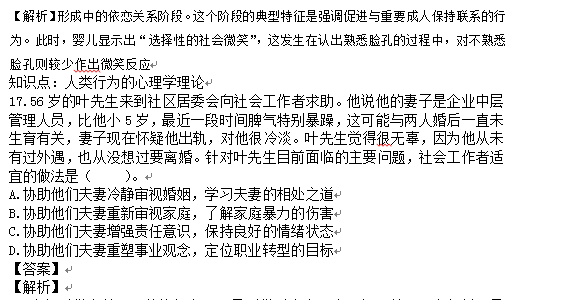 【解析】形成中的依恋关系阶段。这个阶段的典型特征是强调促进与重要成人保持联系的行
为。此时，婴儿显示出“选择性的社会微笑”，这发生在认出熟悉脸孔的过程中，对不熟悉
脸孔则较少作出微笑反应
知识点：人类行为的心理学理论
17.56 岁的叶先生来到社区居委会向社会工作者求助。他说他的妻子是企业中层
管理人员，比他小 5 岁，最近一段时间脾气特别暴躁，这可能与两人婚后一直未
生育有关，妻子现在怀疑他出轨，对他很冷淡。叶先生觉得很无辜，因为他从未
有过外遇，也从没想过要离婚。针对叶先生目前面临的主要问题，社会工作者适
宜的做法是（　　）。
A.协助他们夫妻冷静审视婚姻，学习夫妻的相处之道
B.协助他们夫妻重新审视家庭，了解家庭暴力的伤害
C.协助他们夫妻增强责任意识，保持良好的情绪状态
D.协助他们夫妻重塑事业观念，定位职业转型的目标
【答案】
【解析】